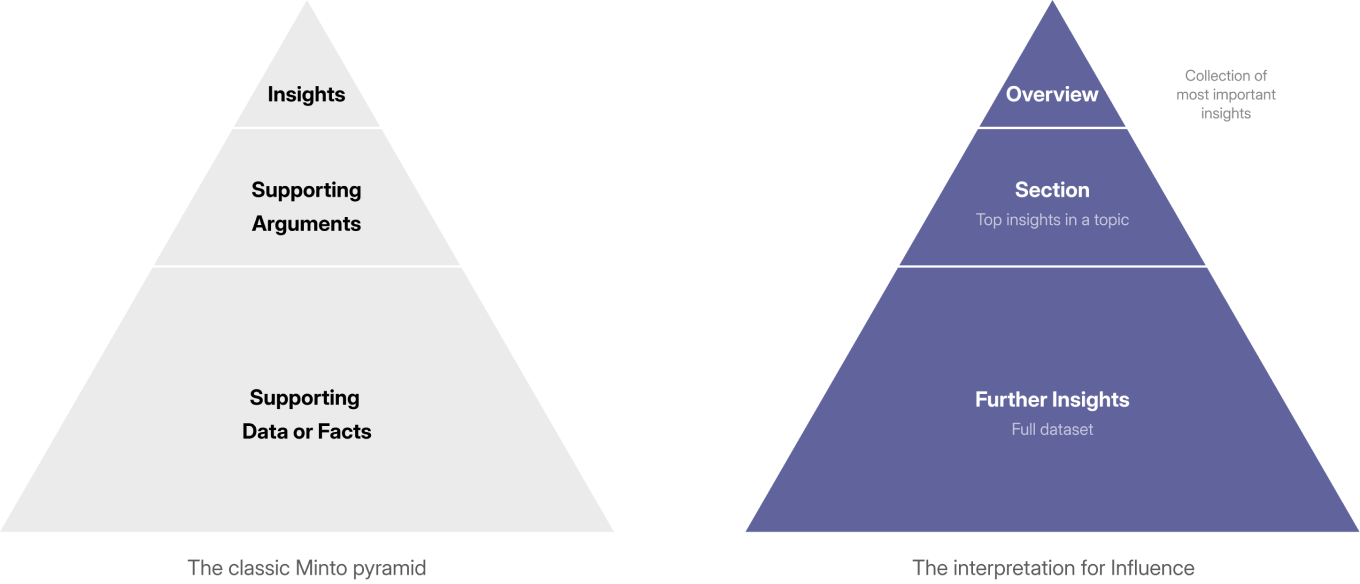 Insights
Supporting
Arguments
Supporting
Data or Facts
The classic Minto pyramid
Overview
Collection of
most important
insights
Section
Top insights in a topic
Further Insights
Full dataset
The interpretation for Influence